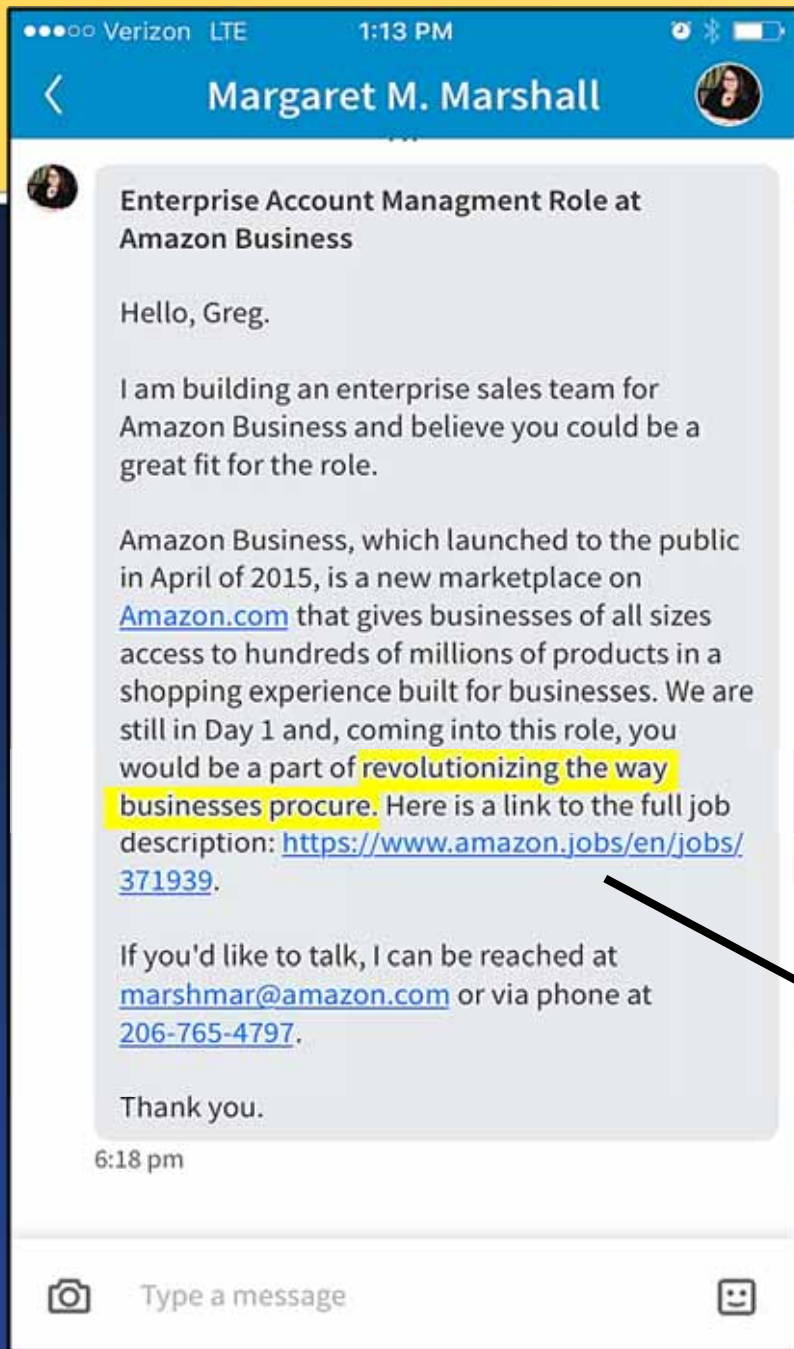 Verizon LTE 1:13 PM
Margaret M. Marshall
Enterprise Account Managment Role at
Amazon Business
Hello, Greg.
I am building an enterprise sales team for
Amazon Business and believe you could be a
great fit for the role.
Amazon Business, which launched to the public
in April of 2015, is a new marketplace on
Amazon.com that gives businesses of all sizes
access to hundreds of millions of products in a
shopping experience built for businesses. We are
still in Day 1 and, coming into this role, you
would be a part of revolutionizing the way
businesses procure. Here is a link to the full job
description: https://www.amazon.jobs/en/jobs/
371939.
If you'd like to talk, I can be reached at
marshmar@amazon.com or via phone at
206-765-4797.
Thank you.
6:18 pm
Type a message